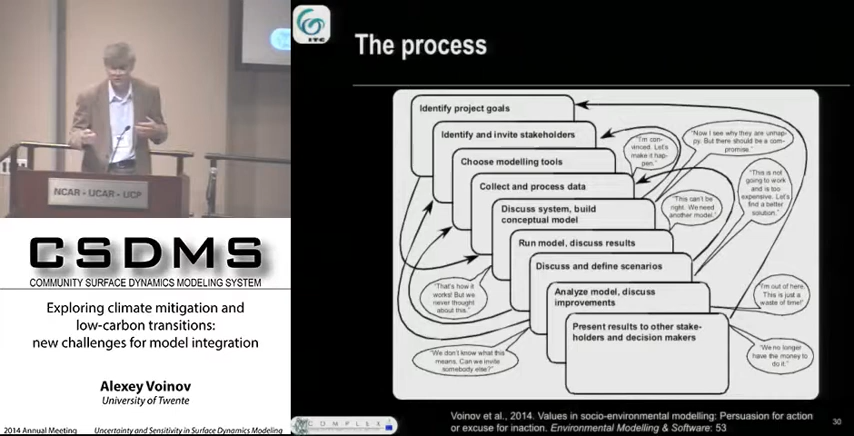 NCAR - UCAR - UCP
CSDMS
COMMUNITY SURFACE DYNAMICS MODELING SYSTEM
Exploring climate mitigation and
low-carbon transitions:
new challenges for model integration
Alexey Voinov
University of Twente
2014 Annual Meeting
Uncertainty and Sensitivity in Surface Dynamics Modeling
ITC
The process
Identify project goals
Identify and invite stakeholders
Choose modelling tools
Collect and process data
Discuss system, build
conceptual model
Run model, discuss results
Discuss and define scenarios
Analyze model, discuss
improvements
Present results to other stake-
holders and decision makers
"I'm con-
vinced. Let's
make it hap-
pen."
"Now I see why they are unhap-
py. But there should be a com-
promise."
"This is not
going to work
and is too
expensive. Let's
find a better
solution."
"This can't be
right. We need
another model."
"That's how it
works! But we
never thought
about this."
"I'm out of here.
This is just a
waste of time!"
"We don't know what this
means. Can we invite
somebody else?"
"We no longer
have the money to
do it."
COMPLEX
Voinov et al., 2014. Values in socio-environmental modelling: Persuasion for action
or excuse for inaction. Environmental Modelling & Software: 53
30